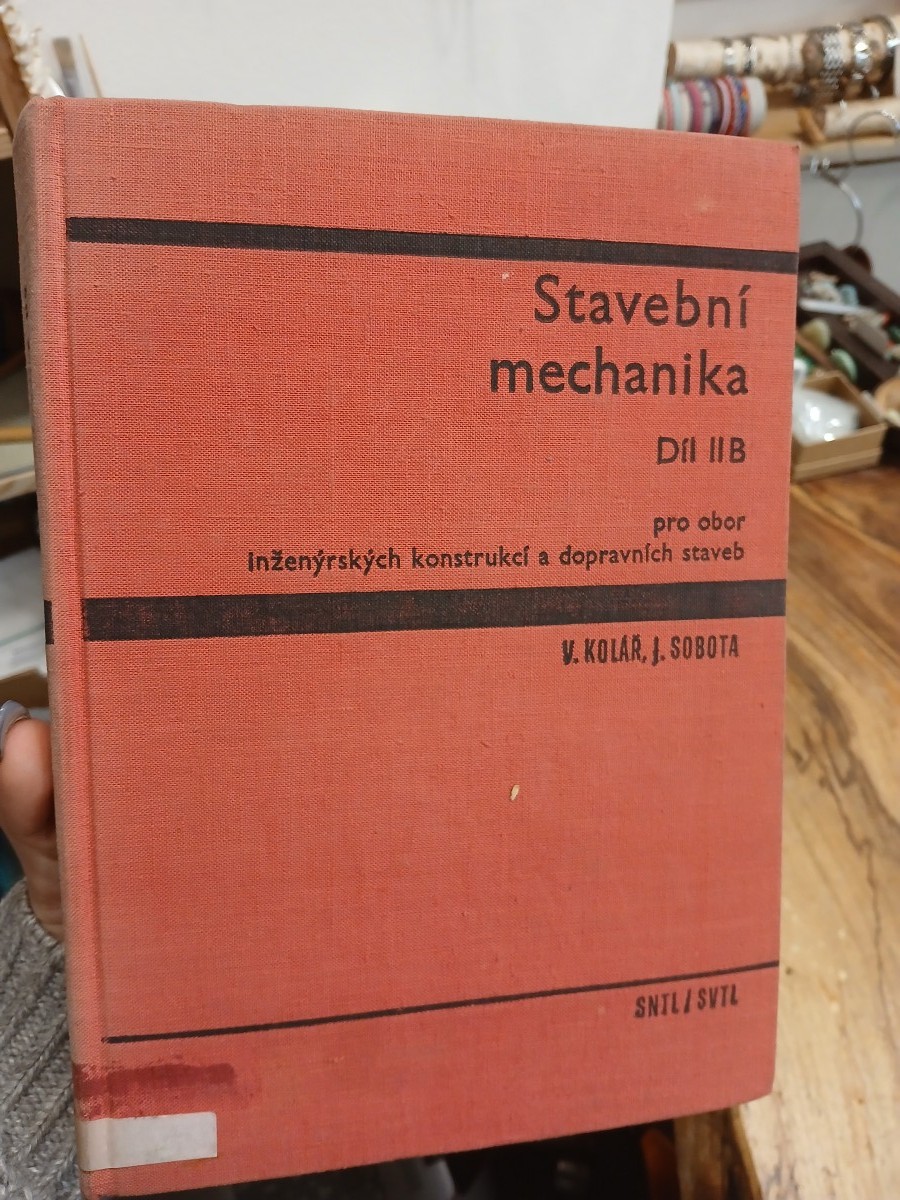 Stavební
mechanika
Díl IIB
pro obor
inženýrských konstrukcí a dopravních staveb
V. KOLÁŘ, J. SOBOTA
SNTL/SVTL